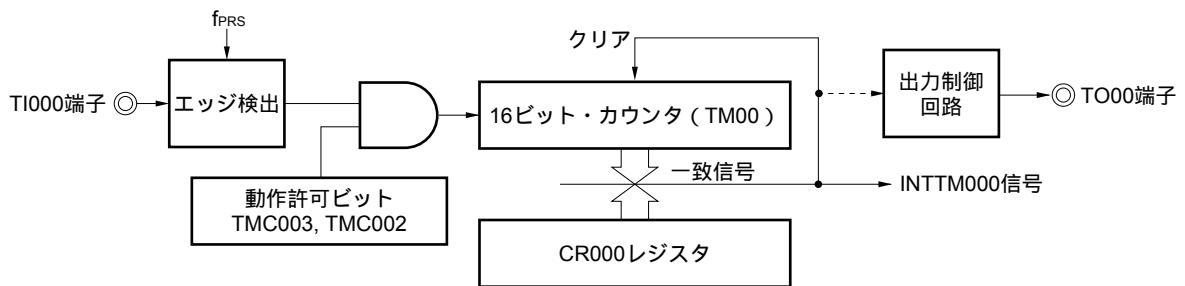 fPRS
クリア
TI000端子
エッジ検出
16ビット・カウンタ（TM00）
出力制御
回路
TO00端子
一致信号
INTTM000信号
動作許可ビット
TMC003, TMC002
CR000レジスタ